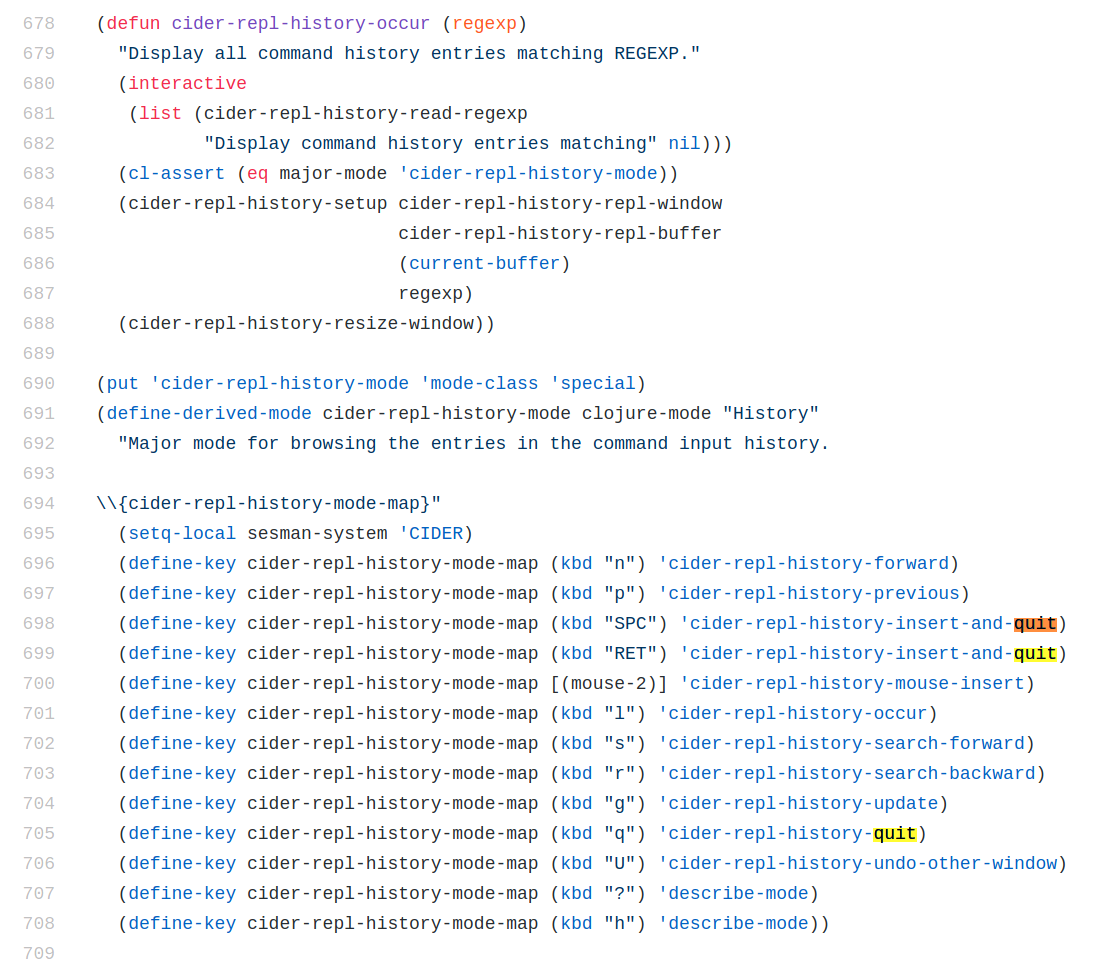 678 (defun cider-repl-history-occur (regexp)
679   "Display all command history entries matching REGEXP."
680   (interactive
681    (list (cider-repl-history-read-regexp
682           "Display command history entries matching" nil)))
683   (cl-assert (eq major-mode 'cider-repl-history-mode))
684   (cider-repl-history-setup cider-repl-history-repl-window
685                             cider-repl-history-repl-buffer
686                             (current-buffer)
687                             regexp)
688   (cider-repl-history-resize-window))
689
690 (put 'cider-repl-history-mode 'mode-class 'special)
691 (define-derived-mode cider-repl-history-mode clojure-mode "History"
692   "Major mode for browsing the entries in the command input history.
693
694 \\{cider-repl-history-mode-map}"
695   (setq-local sesman-system 'CIDER)
696   (define-key cider-repl-history-mode-map (kbd "n") 'cider-repl-history-forward)
697   (define-key cider-repl-history-mode-map (kbd "p") 'cider-repl-history-previous)
698   (define-key cider-repl-history-mode-map (kbd "SPC") 'cider-repl-history-insert-and-quit)
699   (define-key cider-repl-history-mode-map (kbd "RET") 'cider-repl-history-insert-and-quit)
700   (define-key cider-repl-history-mode-map [(mouse-2)] 'cider-repl-history-mouse-insert)
701   (define-key cider-repl-history-mode-map (kbd "l") 'cider-repl-history-occur)
702   (define-key cider-repl-history-mode-map (kbd "s") 'cider-repl-history-search-forward)
703   (define-key cider-repl-history-mode-map (kbd "r") 'cider-repl-history-search-backward)
704   (define-key cider-repl-history-mode-map (kbd "g") 'cider-repl-history-update)
705   (define-key cider-repl-history-mode-map (kbd "q") 'cider-repl-history-quit)
706   (define-key cider-repl-history-mode-map (kbd "U") 'cider-repl-history-undo-other-window)
707   (define-key cider-repl-history-mode-map (kbd "?") 'describe-mode)
708   (define-key cider-repl-history-mode-map (kbd "h") 'describe-mode))
709